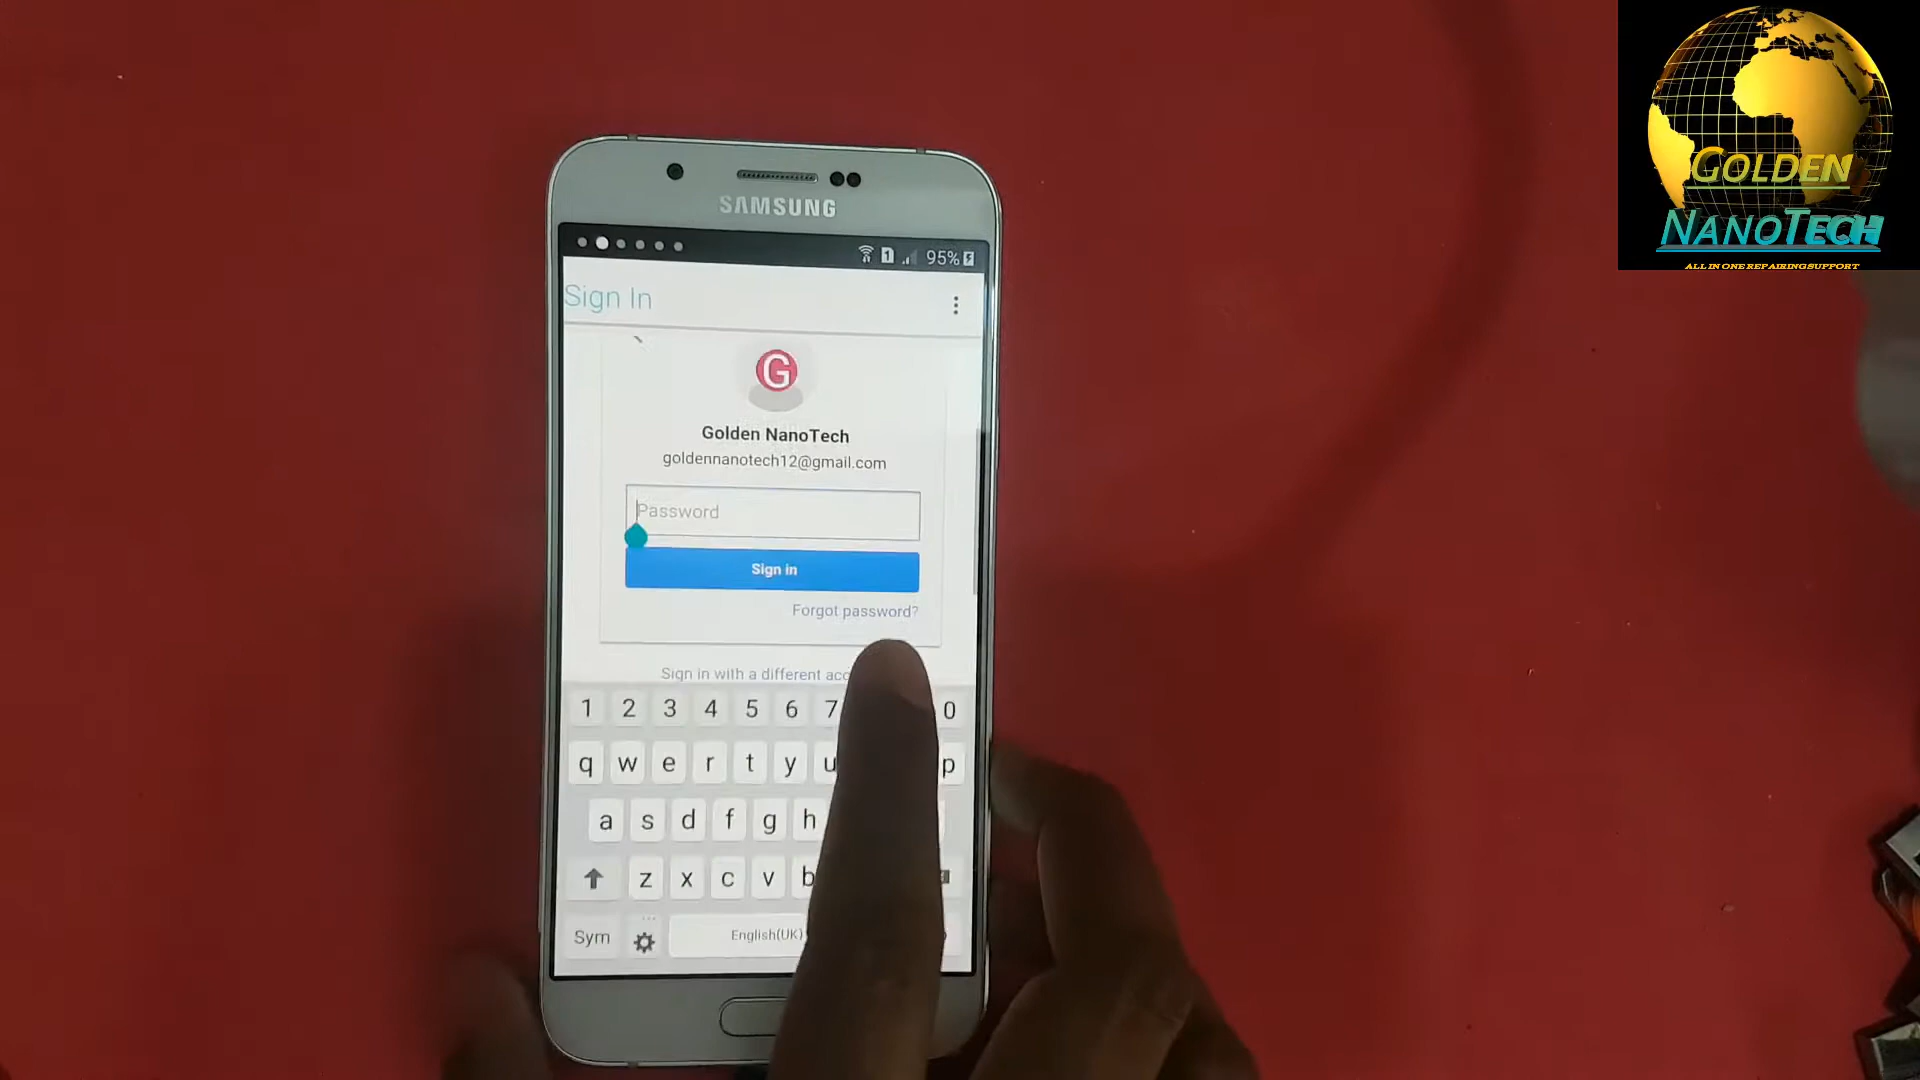 GOLDEN
NANOTECH
ALL IN ONE REPAIRING SUPPORT
SAMSUNG
1
95%
Sign In
G
Golden NanoTech
goldennanotech12@gmail.com
Password
Sign in
Forgot password?
Sign in with a different
1 2 3 4 5 6 7 0
q w e r t y u p
a s d f g h
z x c v b
Sym English(UK)